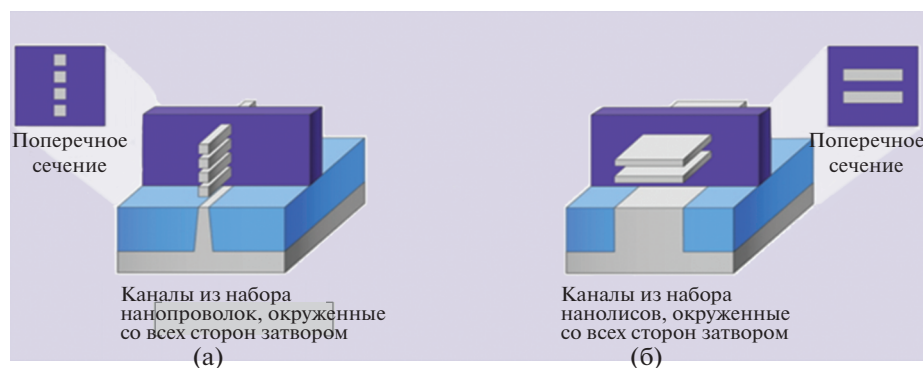 Поперечное
сечение
Поперечное
сечение
Каналы из набора
нанопроволок, окруженные
со всех сторон затвором
(а)
Каналы из набора
нанолисов, окруженные
со всех сторон затвором
(б)